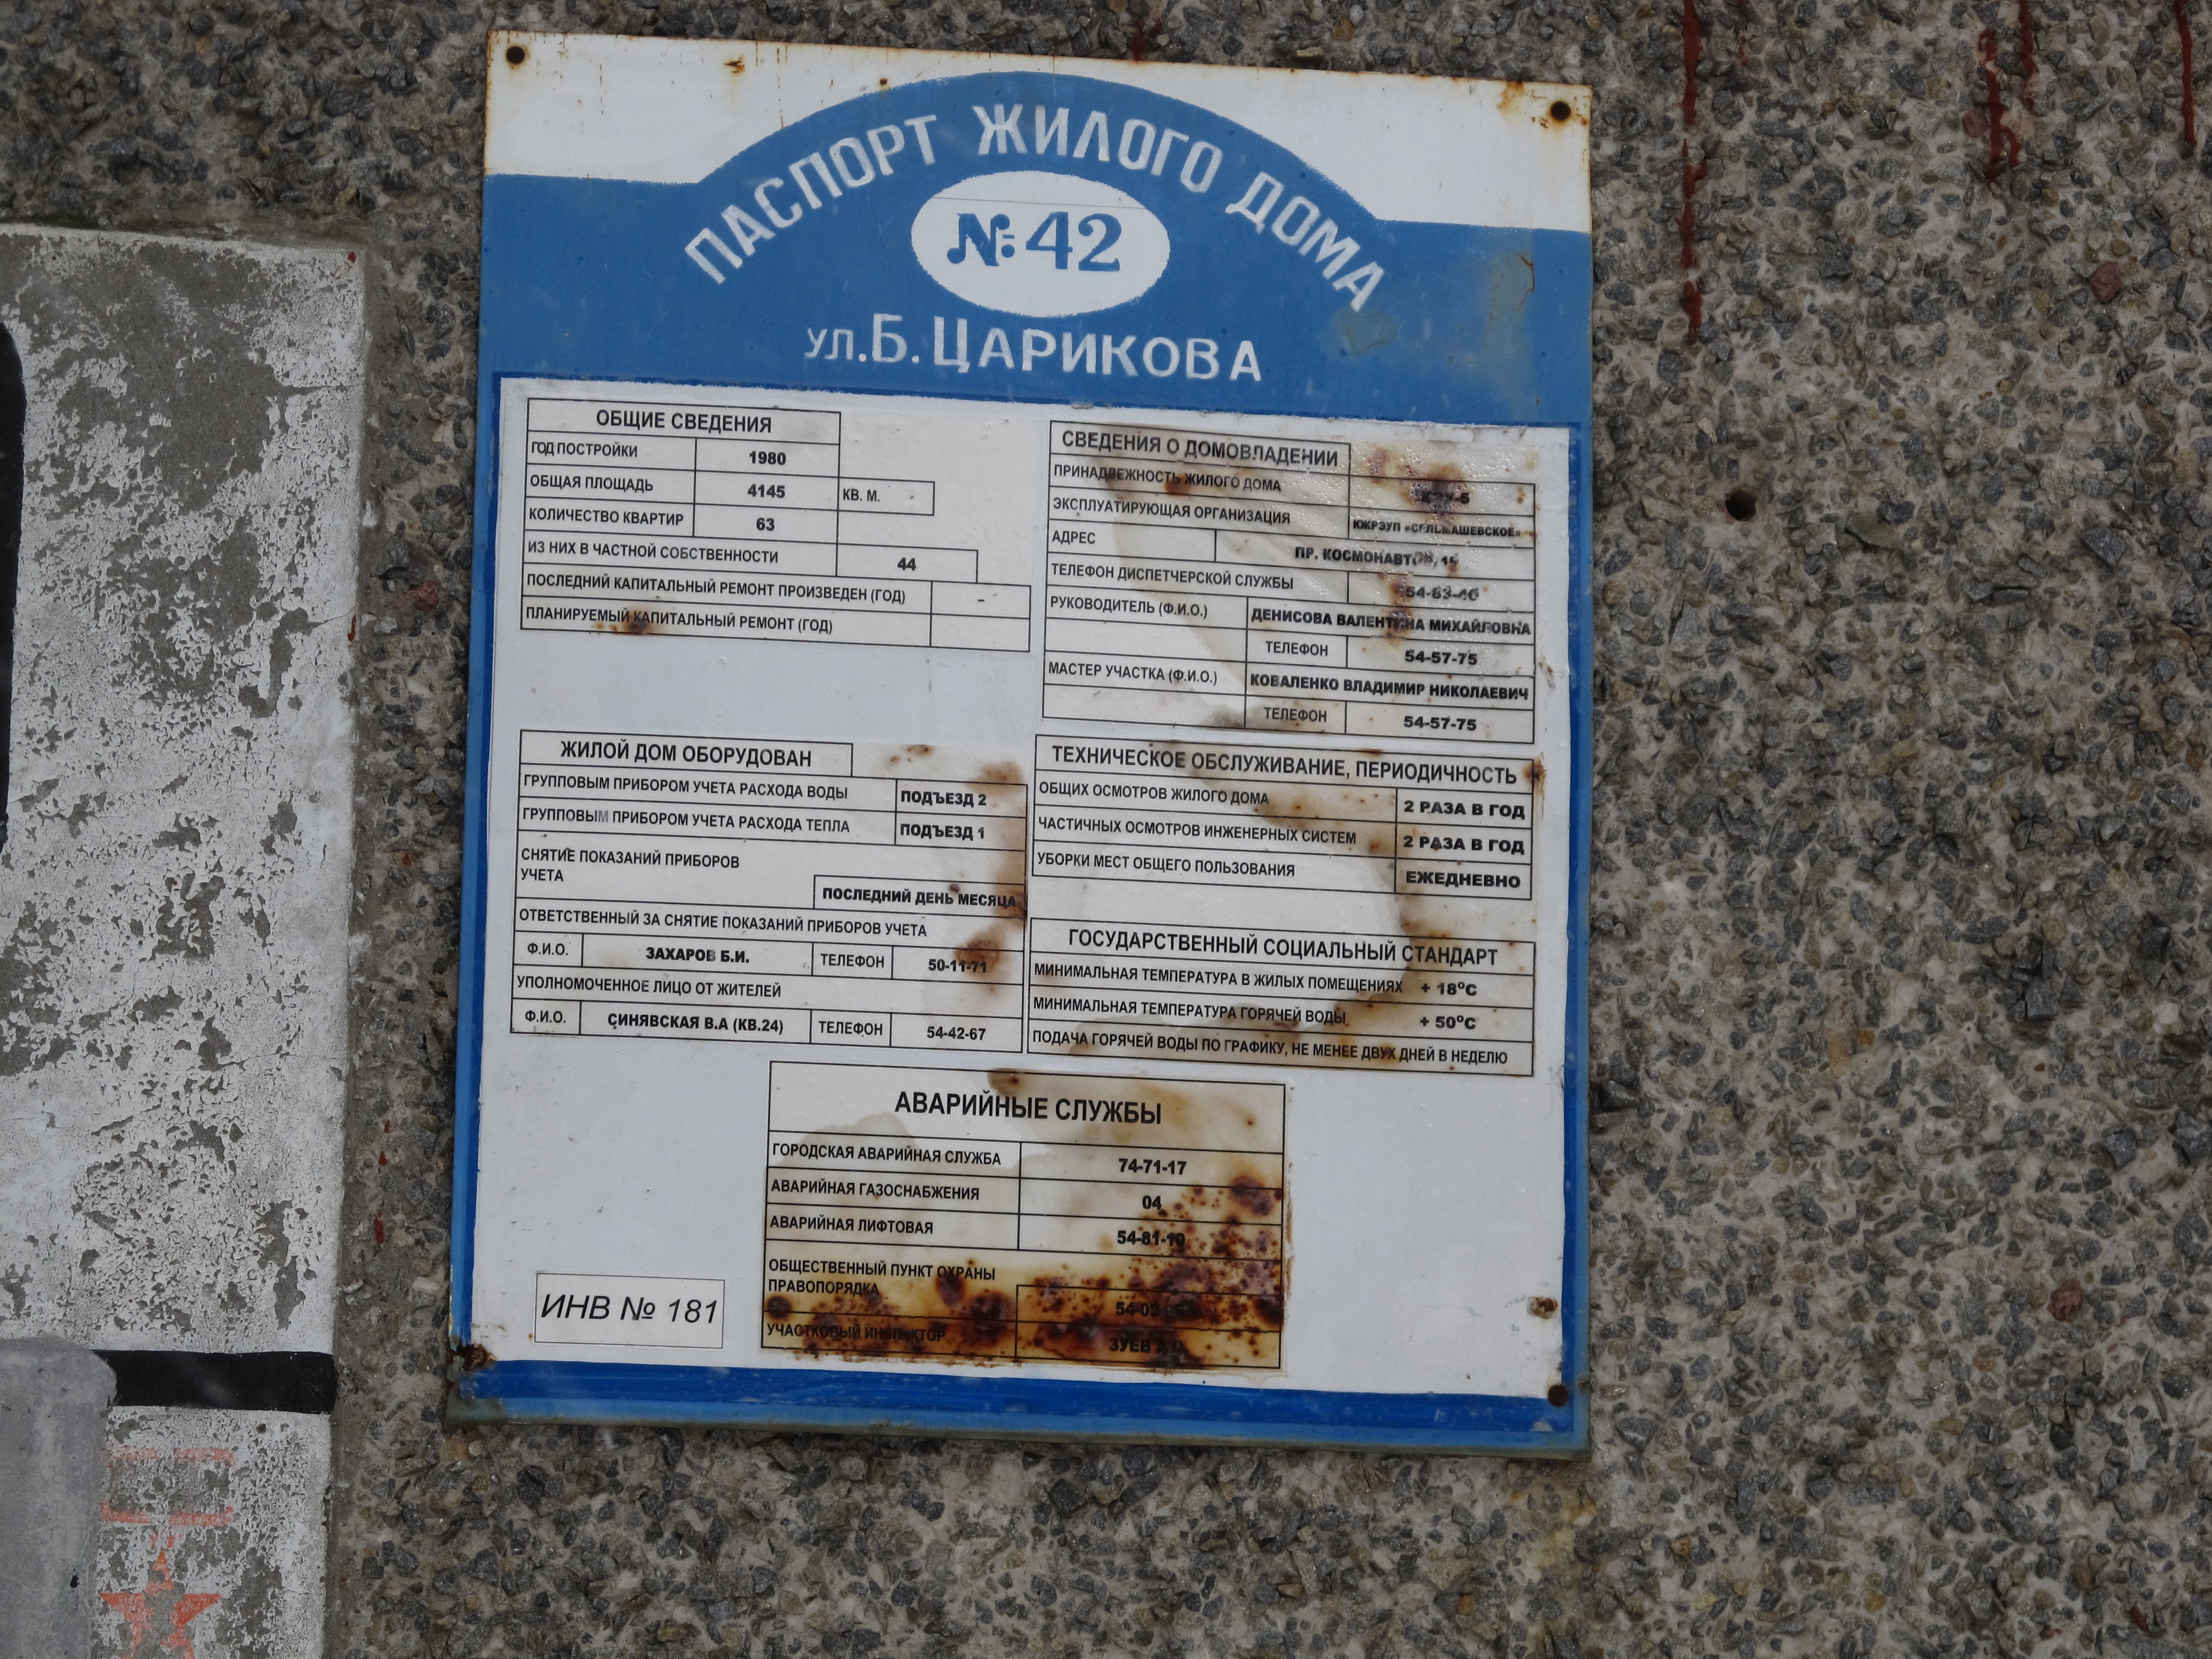 ПАСПОРТ ЖИЛОГО ДОМА
№42
УЛ.Б.ЦАРИКОВА
ОБЩИЕ СВЕДЕНИЯ
ГОД ПОСТРОЙКИ 1980
ОБЩАЯ ПЛОЩАДЬ 4145 КВ. М.
КОЛИЧЕСТВО КВАРТИР 63
ИЗ НИХ В ЧАСТНОЙ СОБСТВЕННОСТИ 44
ПОСЛЕДНИЙ КАПИТАЛЬНЫЙ РЕМОНТ ПРОИЗВЕДЕН (ГОД) –
ПЛАНИРУЕМЫЙ КАПИТАЛЬНЫЙ РЕМОНТ (ГОД)
СВЕДЕНИЯ О ДОМОВЛАДЕНИИ
ПРИНАДЛЕЖНОСТЬ ЖИЛОГО ДОМА
ЭКСПЛУАТИРУЮЩАЯ ОРГАНИЗАЦИЯ КЖРЭУП «СЕЛЬМАШЕВСКОЕ»
АДРЕС ПР. КОСМОНАВТОВ,
ТЕЛЕФОН ДИСПЕТЧЕРСКОЙ СЛУЖБЫ
РУКОВОДИТЕЛЬ (Ф.И.О.) ДЕНИСОВА ВАЛЕНТИНА МИХАЙЛОВНА
ТЕЛЕФОН 54-57-75
МАСТЕР УЧАСТКА (Ф.И.О.) КОВАЛЕНКО ВЛАДИМИР НИКОЛАЕВИЧ
ТЕЛЕФОН 54-57-75
ЖИЛОЙ ДОМ ОБОРУДОВАН
ГРУППОВЫМ ПРИБОРОМ УЧЕТА РАСХОДА ВОДЫ ПОДЪЕЗД 2
ГРУППОВЫМ ПРИБОРОМ УЧЕТА РАСХОДА ТЕПЛА ПОДЪЕЗД 1
СНЯТИЕ ПОКАЗАНИЙ ПРИБОРОВ
УЧЕТА
ПОСЛЕДНИЙ ДЕНЬ МЕСЯЦА
ОТВЕТСТВЕННЫЙ ЗА СНЯТИЕ ПОКАЗАНИЙ ПРИБОРОВ УЧЕТА
Ф.И.О. ЗАХАРОВ Б.И. ТЕЛЕФОН 50-11-71
УПОЛНОМОЧЕННОЕ ЛИЦО ОТ ЖИТЕЛЕЙ
Ф.И.О. СИНЯВСКАЯ В.А (КВ.24) ТЕЛЕФОН 54-42-67
ТЕХНИЧЕСКОЕ ОБСЛУЖИВАНИЕ, ПЕРИОДИЧНОСТЬ
ОБЩИХ ОСМОТРОВ ЖИЛОГО ДОМА 2 РАЗА В ГОД
ЧАСТИЧНЫХ ОСМОТРОВ ИНЖЕНЕРНЫХ СИСТЕМ 2 РАЗА В ГОД
УБОРКИ МЕСТ ОБЩЕГО ПОЛЬЗОВАНИЯ ЕЖЕДНЕВНО
ГОСУДАРСТВЕННЫЙ СОЦИАЛЬНЫЙ СТАНДАРТ
МИНИМАЛЬНАЯ ТЕМПЕРАТУРА В ЖИЛЫХ ПОМЕЩЕНИЯХ + 18ºС
МИНИМАЛЬНАЯ ТЕМПЕРАТУРА ГОРЯЧЕЙ ВОДЫ + 50ºС
ПОДАЧА ГОРЯЧЕЙ ВОДЫ ПО ГРАФИКУ, НЕ МЕНЕЕ ДВУХ ДНЕЙ В НЕДЕЛЮ
АВАРИЙНЫЕ СЛУЖБЫ
ГОРОДСКАЯ АВАРИЙНАЯ СЛУЖБА 74-71-17
АВАРИЙНАЯ ГАЗОСНАБЖЕНИЯ 04
АВАРИЙНАЯ ЛИФТОВАЯ
ОБЩЕСТВЕННЫЙ ПУНКТ ОХРАНЫ
ПРАВОПОРЯДКА
УЧАСТКОВЫЙ ИНСПЕКТОР ЗУЕВ
ИНВ № 181